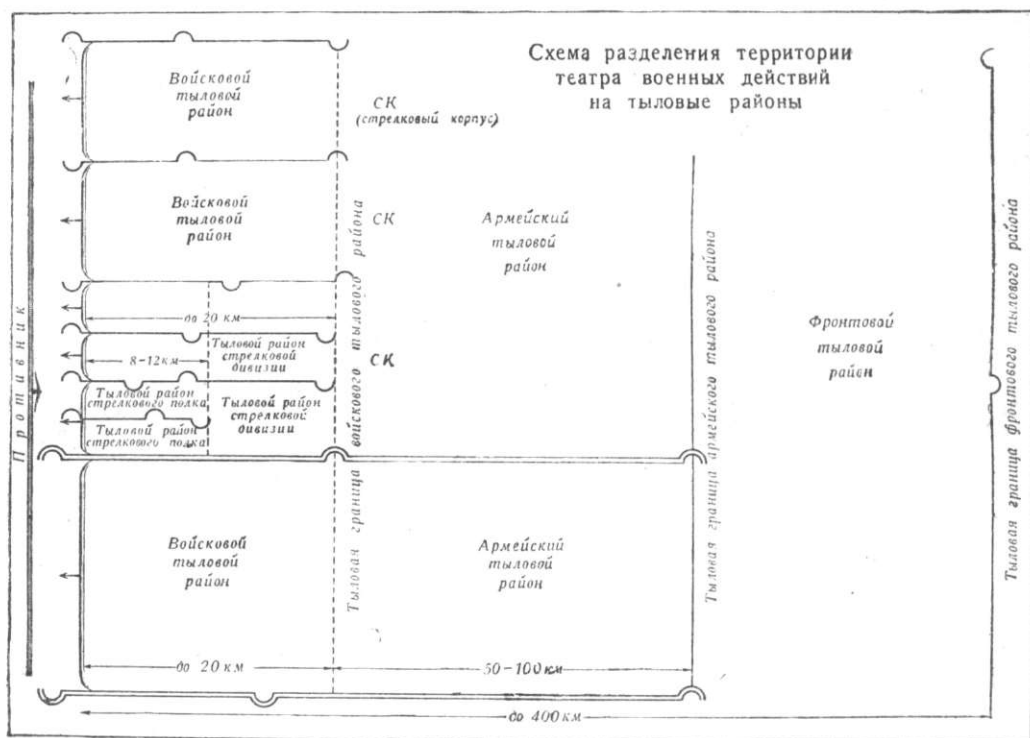 Схема разделения территории
театра военных действий
на тыловые районы
Противник
Войсковой
тыловой
район
СК
(стрелковый корпус)
Войсковой
тыловой
район
СК
Армейский
тыловой
район
до 20 км
8-12 км
Тыловой район
стрелковой
дивизии
СК
Тыловой район
стрелкового полка
Тыловой район
стрелковой
дивизии
Тыловой район
стрелкового полка
Фронтовой
тыловой
район
Войсковой
тыловой
район
Армейский
тыловой
район
Тыловая граница войскового тылового района
Тыловая граница армейского тылового района
Тыловая граница фронтового тылового района
до 20 км
50-100 км
до 400 км